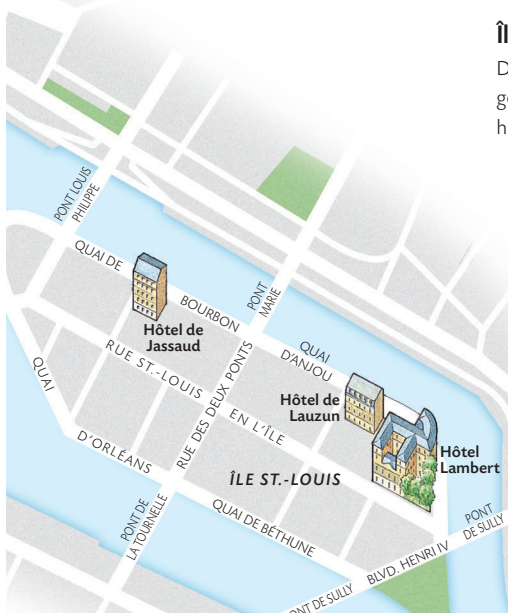 ÎL
D
g
h
PONT LOUIS
PHILIPPE
QUAI DE
BOURBON
PONT
MARIE
Hôtel de
Jassaud
QUAI
D'ANJOU
RUE ST.-LOUIS
EN L'ÎLE
RUE DES DEUX PONTS
Hôtel de
Lauzun
QUAI
D'ORLÉANS
Hôtel
Lambert
ÎLE ST.-LOUIS
PONT DE
LA TOURNELLE
QUAI DE BÉTHUNE
PONT
DE SULLY
BLVD. HENRI IV
PONT DE SULLY